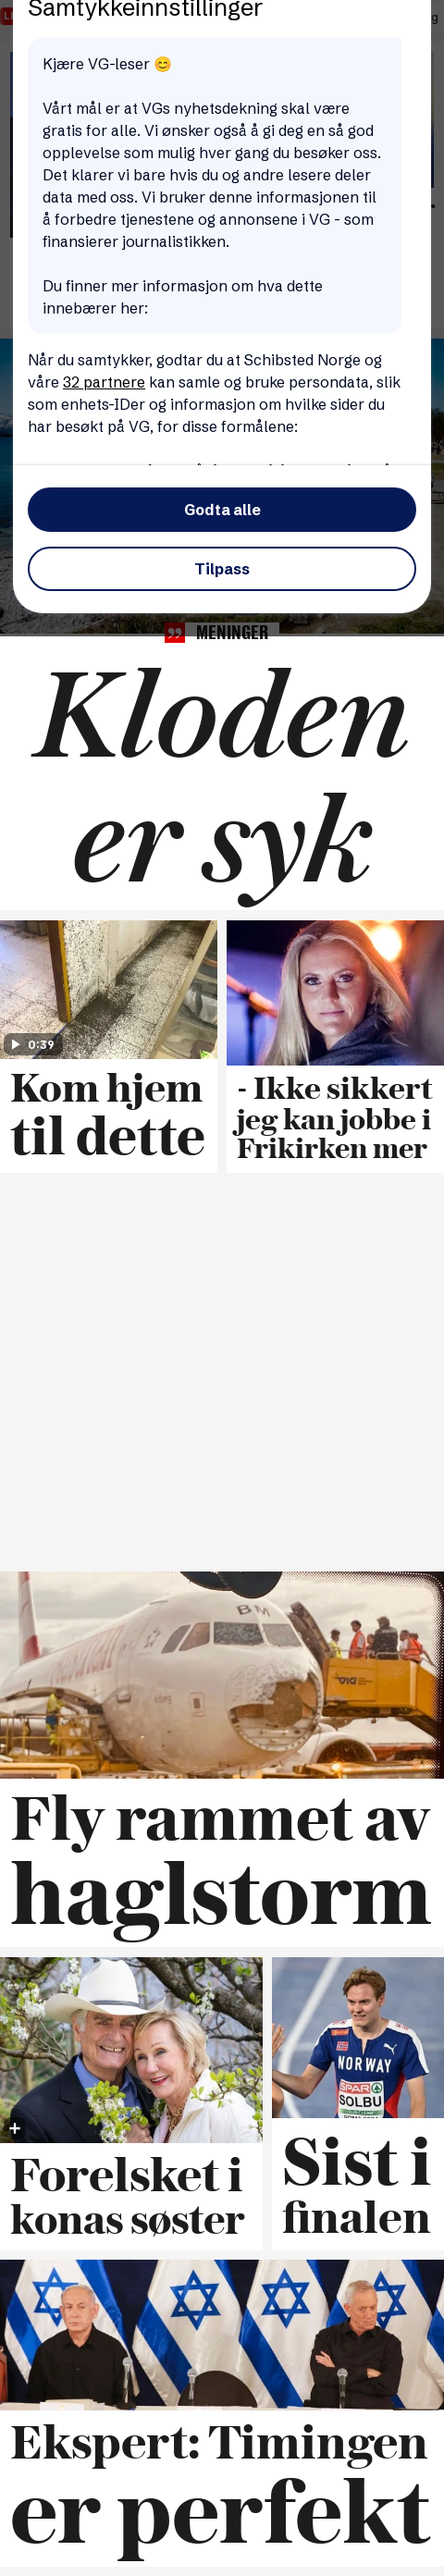 Samtykkeinnstillinger
Kjære VG-leser 😊
Vårt mål er at VGs nyhetsdekning skal være
gratis for alle. Vi ønsker også å gi deg en så god
opplevelse som mulig hver gang du besøker oss.
Det klarer vi bare hvis du og andre lesere deler
data med oss. Vi bruker denne informasjonen til
å forbedre tjenestene og annonsene i VG - som
finansierer journalistikken.
Du finner mer informasjon om hva dette
innebærer her:
Når du samtykker, godtar du at Schibsted Norge og
våre 32 partnere kan samle og bruke persondata, slik
som enhets-IDer og informasjon om hvilke sider du
har besøkt på VG, for disse formålene:
Godta alle
Tilpass
MENINGER
Kloden
er syk
0:39
Kom hjem
til dette
- Ikke sikkert
jeg kan jobbe i
Frikirken mer
BM
Fly rammet av
haglstorm
NORWAY
SPAR
SOLBU
Forelsket i
konas søster
Sist i
finalen
Ekspert: Timingen
er perfekt